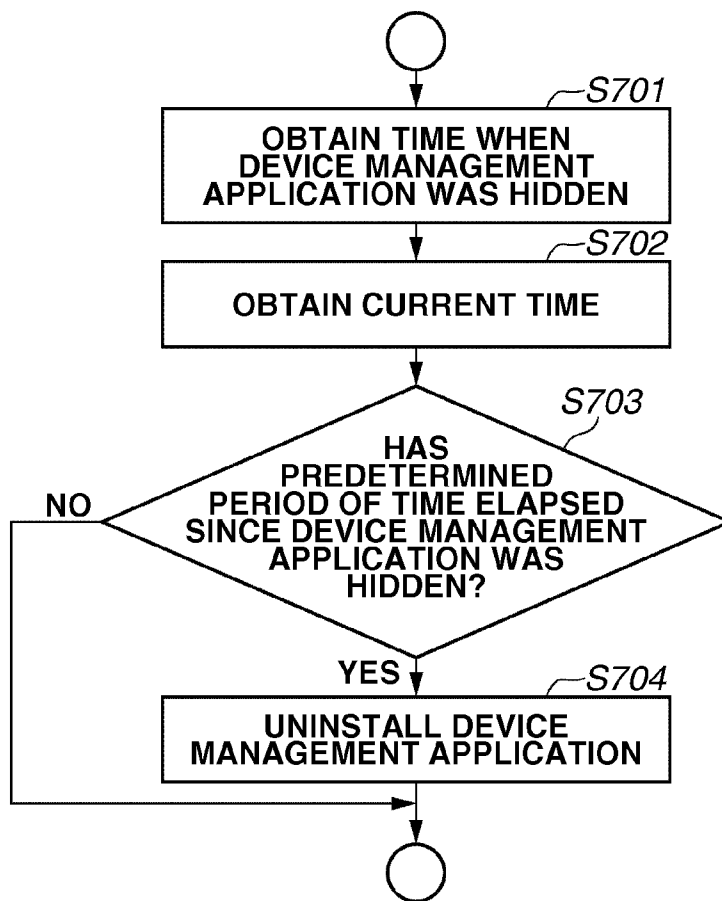 S701
OBTAIN TIME WHEN
DEVICE MANAGEMENT
APPLICATION WAS HIDDEN
S702
OBTAIN CURRENT TIME
S703
HAS
PREDETERMINED
PERIOD OF TIME ELAPSED
SINCE DEVICE MANAGEMENT
APPLICATION WAS
HIDDEN?
NO
YES
S704
UNINSTALL DEVICE
MANAGEMENT APPLICATION